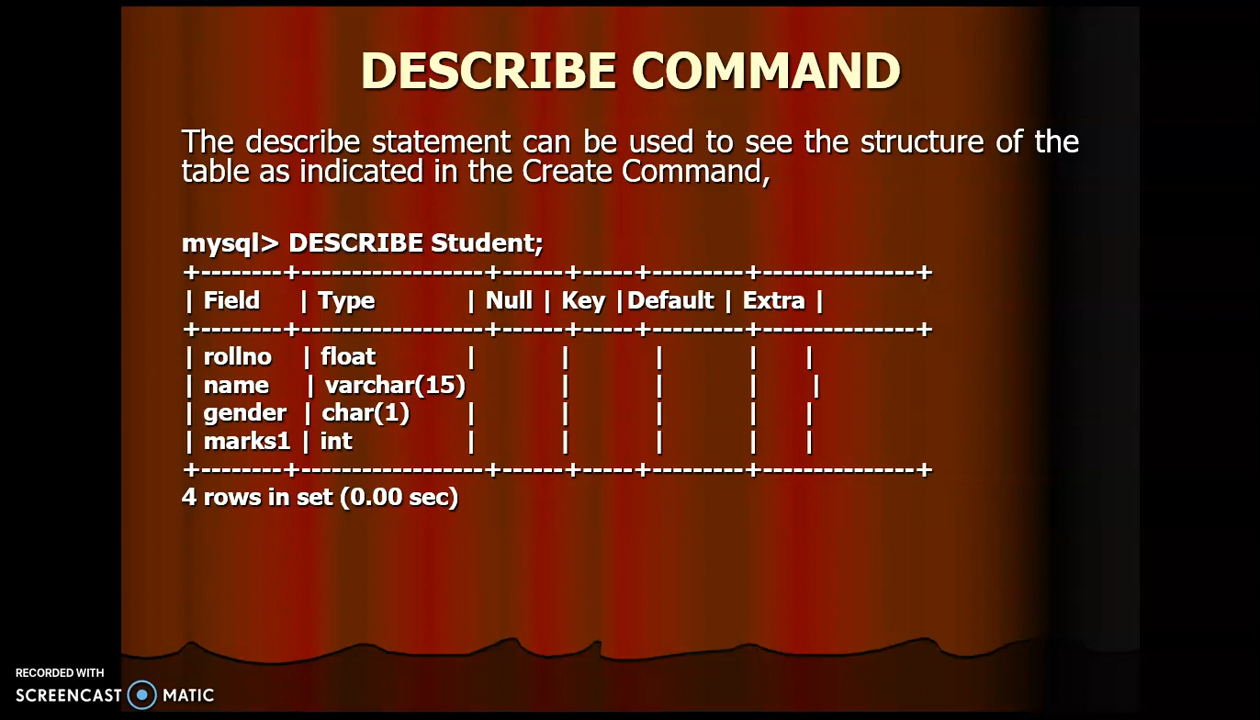 DESCRIBE COMMAND
The describe statement can be used to see the structure of the
table as indicated in the Create Command,
mysql> DESCRIBE Student;
+--------+------------------+------+-----+---------+---------------+
| Field | Type | Null | Key |Default | Extra |
+--------+------------------+------+-----+---------+---------------+
| rollno | float | | | | |
| name | varchar(15) | | | |
| gender | char(1) | | | | |
| marks1 | int | | | | |
+--------+------------------+------+-----+---------+---------------+
4 rows in set (0.00 sec)
RECORDED WITH
SCREENCAST MATIC